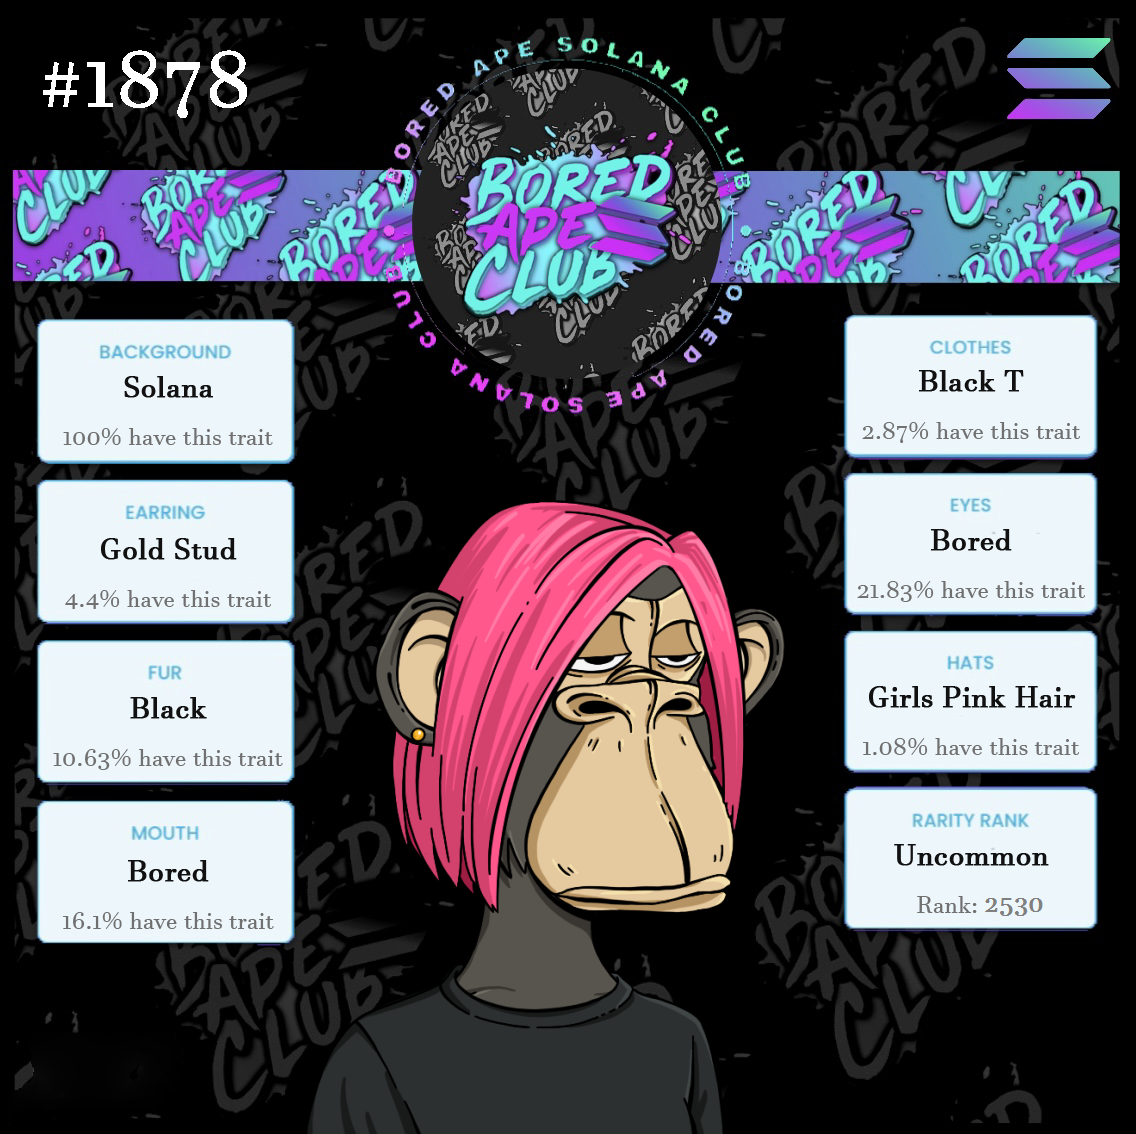 #1878
BORED APE SOLANA CLUB
BORED APE SOLANA CLUB
BORED
APE
CLUB
BACKGROUND
Solana
100% have this trait
EARRING
Gold Stud
4.4% have this trait
FUR
Black
10.63% have this trait
MOUTH
Bored
16.1% have this trait
CLOTHES
Black T
2.87% have this trait
EYES
Bored
21.83% have this trait
HATS
Girls Pink Hair
1.08% have this trait
RARITY RANK
Uncommon
Rank: 2530